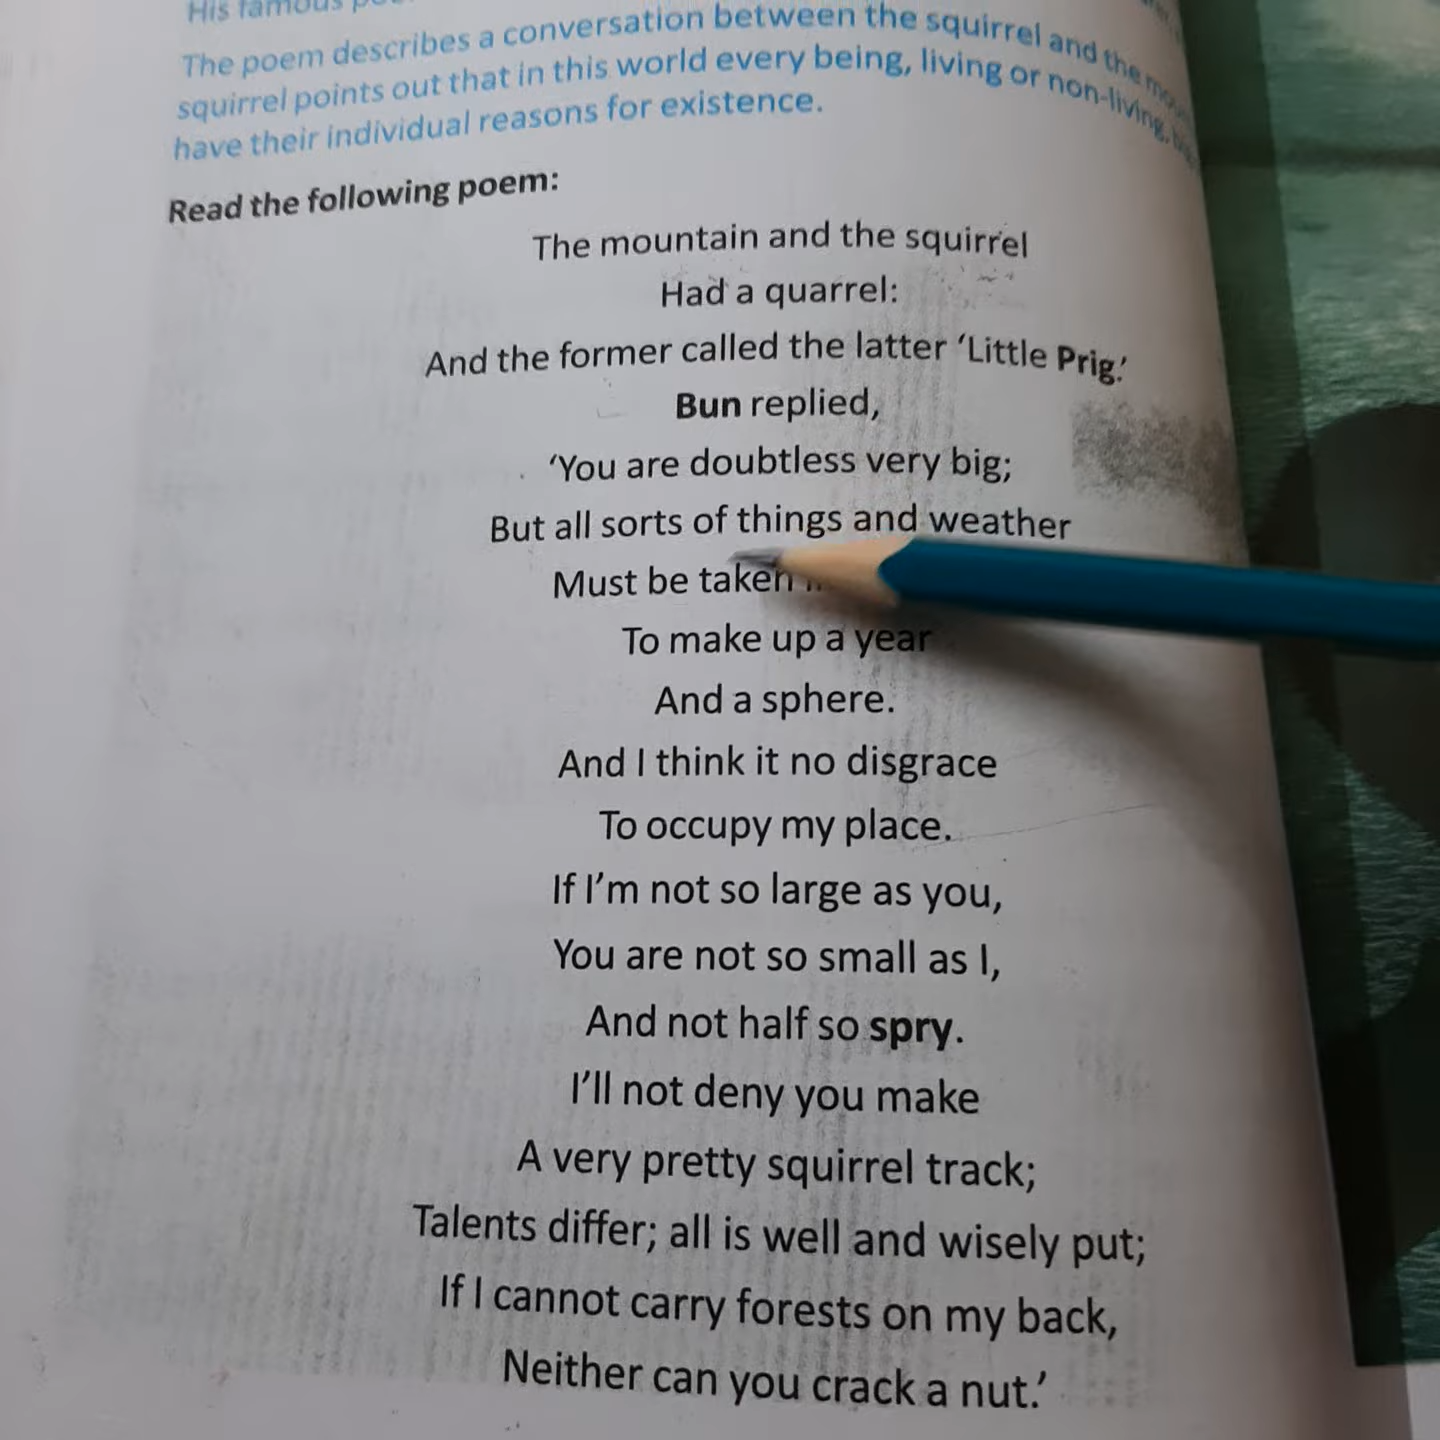 His famous
The poem describes a conversation between the squirrel and the
squirrel points out that in this world every being, living or non-living,
have their individual reasons for existence.
Read the following poem:
The mountain and the squirrel
Had a quarrel:
And the former called the latter ‘Little Prig.’
Bun replied,
‘You are doubtless very big;
But all sorts of things and weather
Must be taken
To make up a year
And a sphere.
And I think it no disgrace
To occupy my place.
If I’m not so large as you,
You are not so small as I,
And not half so spry.
I’ll not deny you make
A very pretty squirrel track;
Talents differ; all is well and wisely put;
If I cannot carry forests on my back,
Neither can you crack a nut.’